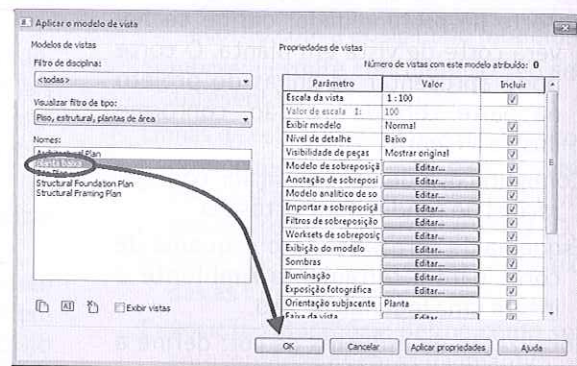 Aplicar o modelo de vista
Modelos de vistas
Filtro de disciplina:
<todas>
Visualizar filtro de tipo:
Piso, estrutural, plantas de área
Nomes:
Architectural Plan
Planta baixa
Site Plan
Structural Foundation Plan
Structural Framing Plan
Exibir vistas
Propriedades de vistas
Número de vistas com este modelo atribuído: 0
Parâmetro Valor Incluir
Escala da vista 1 : 100
Valor de escala 1: 100
Exibir modelo Normal
Nível de detalhe Baixo
Visibilidade de peças Mostrar original
Modelo de sobreposiçã Editar...
Anotação de sobreposi Editar...
Modelo analítico de so Editar...
Importar a sobreposiçã Editar...
Filtros de sobreposição Editar...
Worksets de sobreposiç Editar...
Exibição do modelo Editar...
Sombras Editar...
Iluminação Editar...
Exposição fotográfica Editar...
Orientação subjacente Planta
Faixa da vista Editar...
OK Cancelar Aplicar propriedades Ajuda